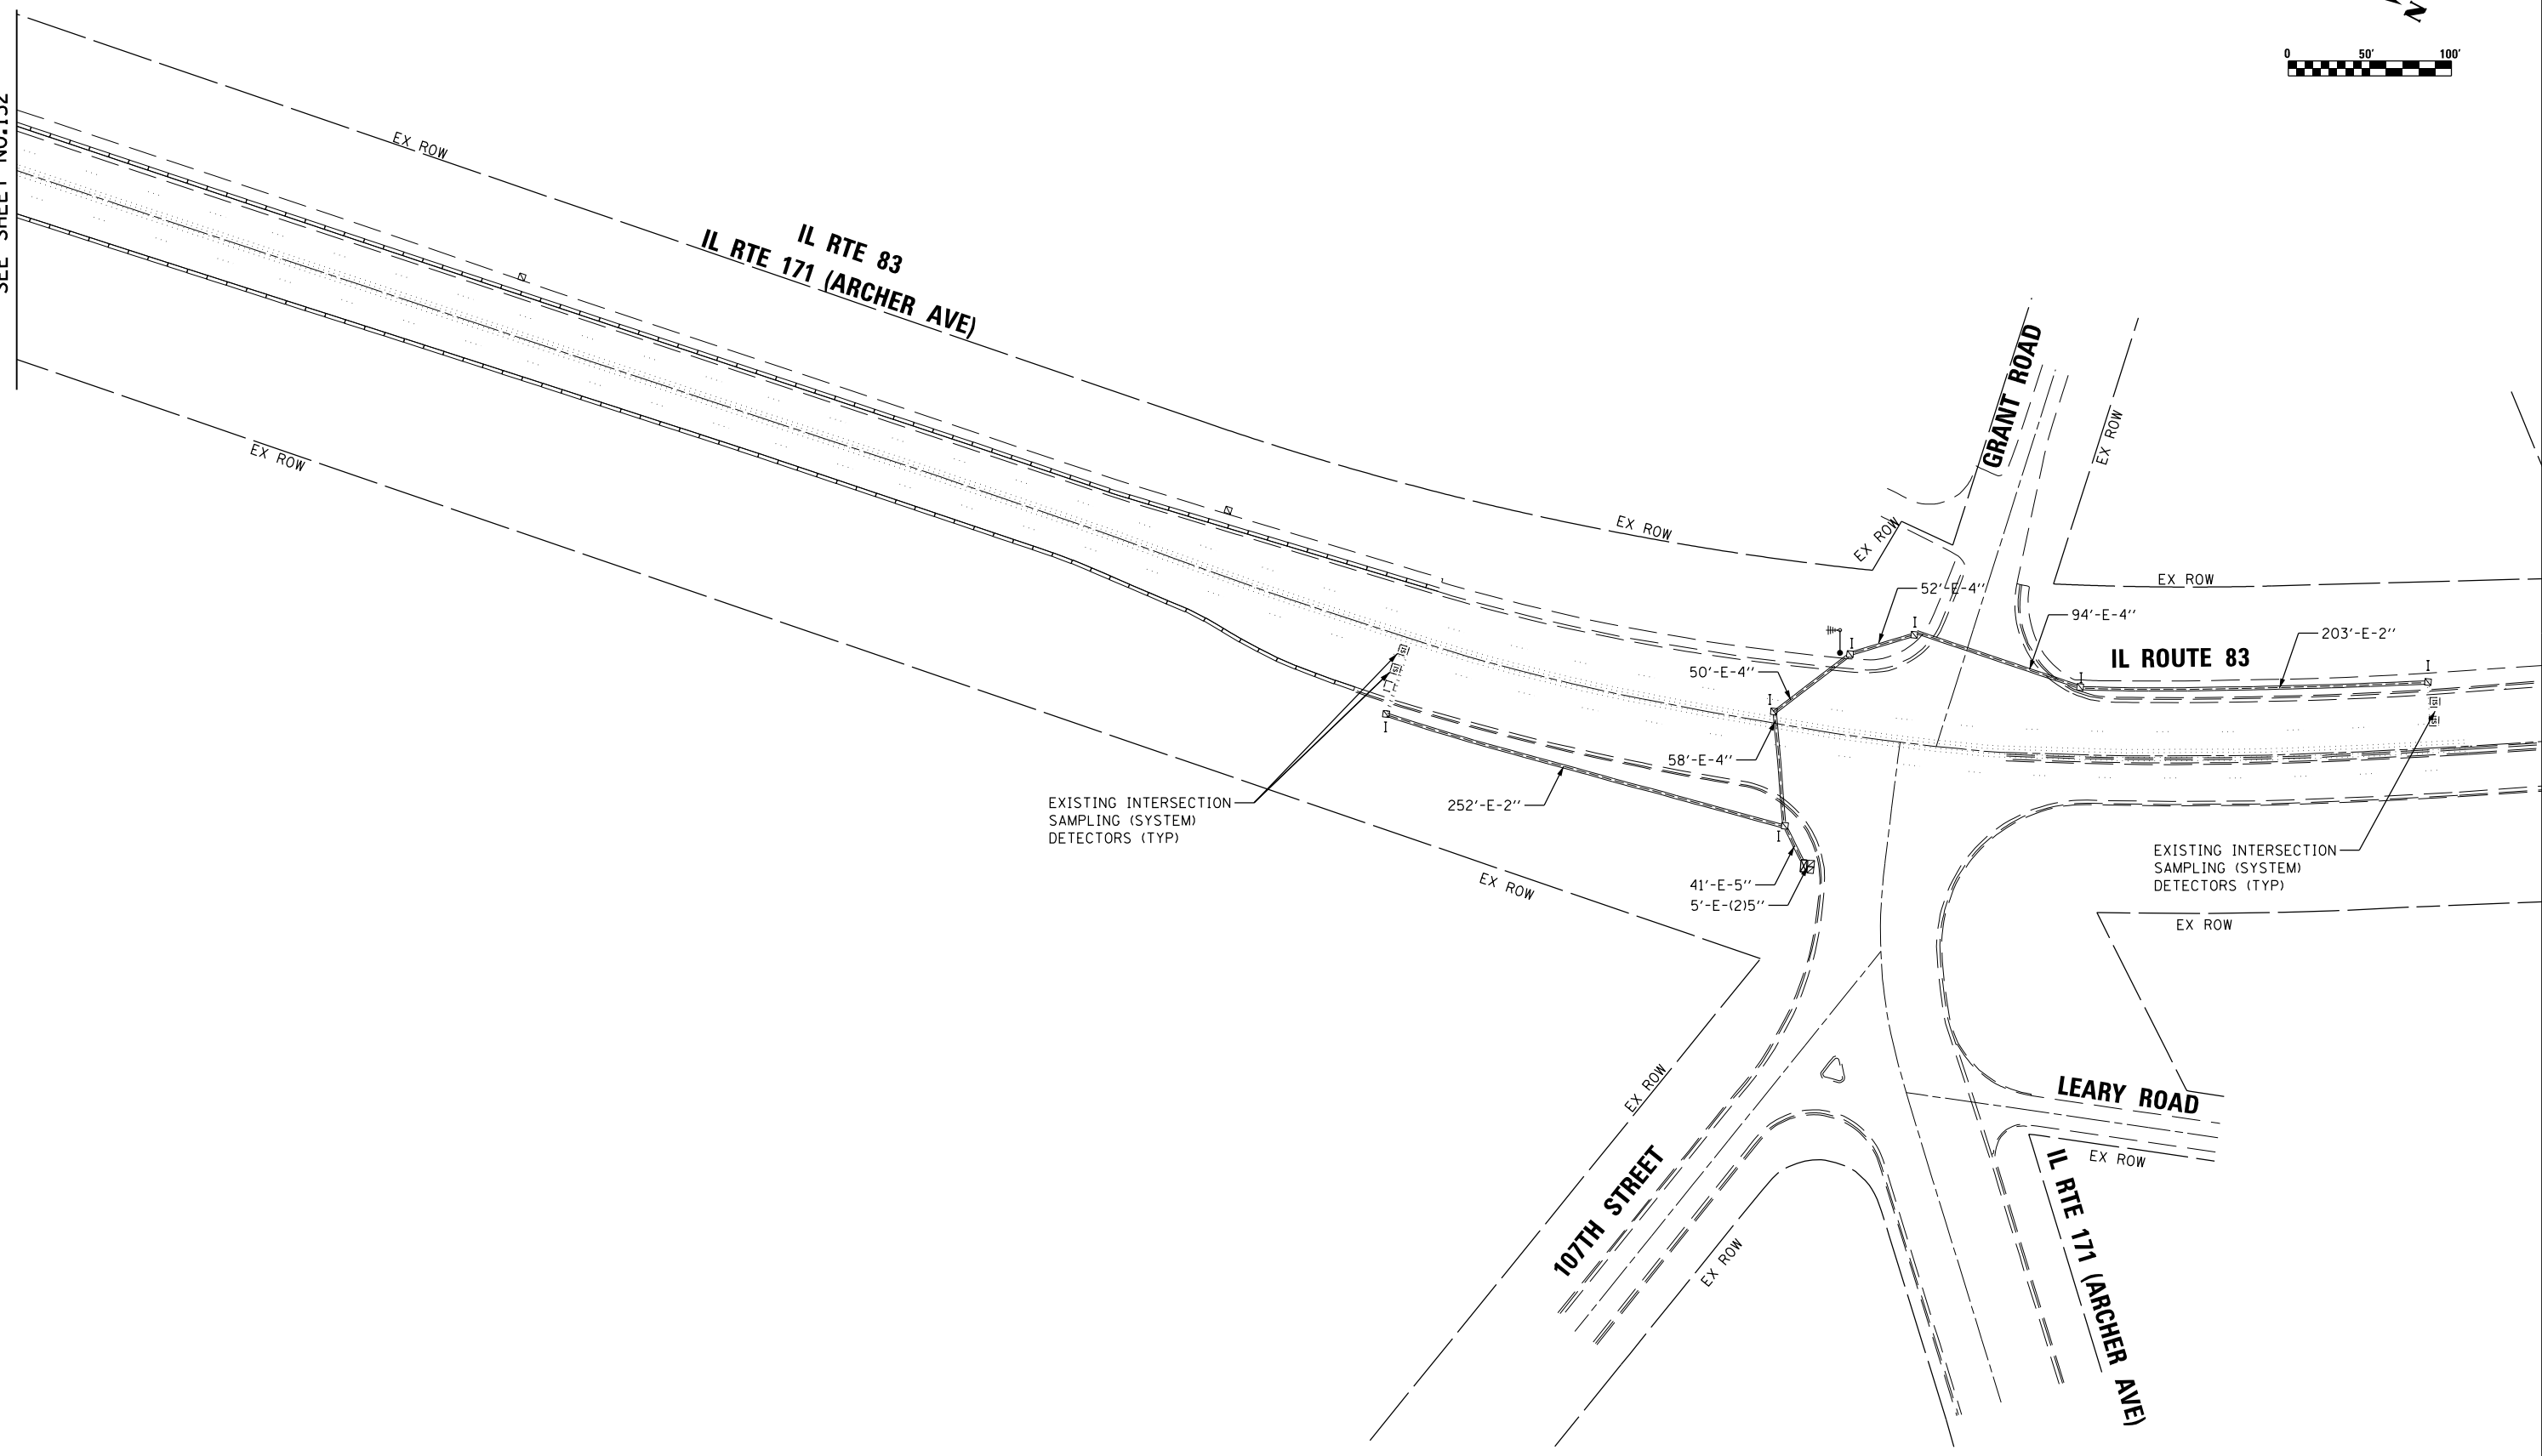 N
0 50' 100'
SEE SHEET NO.152
EX ROW
IL RTE 83
IL RTE 171 (ARCHER AVE)
EX ROW
EX ROW
EX ROW
GRANT ROAD
EX ROW
EX ROW
52'-E-4''
94'-E-4''
203'-E-2''
IL ROUTE 83
50'-E-4''
58'-E-4''
252'-E-2''
I
I
I
I
I
I
I
EXISTING INTERSECTION
SAMPLING (SYSTEM)
DETECTORS (TYP)
EXISTING INTERSECTION
SAMPLING (SYSTEM)
DETECTORS (TYP)
41'-E-5''
5'-E-(2)5''
EX ROW
EX ROW
EX ROW
LEARY ROAD
EX ROW
107TH STREET
EX ROW
IL RTE 171 (ARCHER AVE)